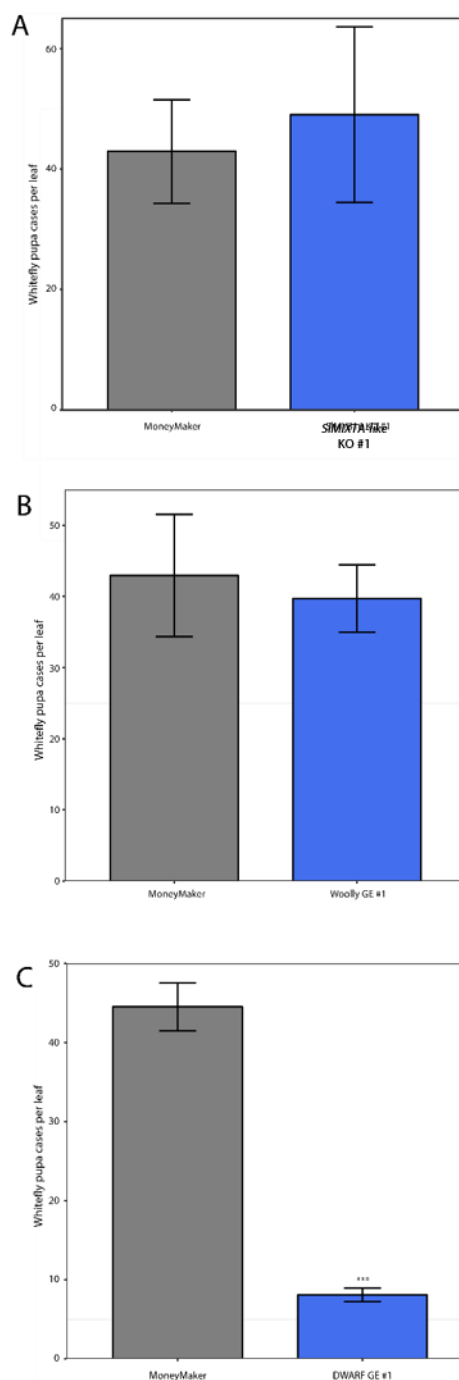 A
Whitefly pupa cases per leaf
60
40
20
0
MoneyMaker
SlMIXTA-like
KO #1
B
Whitefly pupa cases per leaf
50
40
30
20
10
0
MoneyMaker
Woolly GE #1
C
Whitefly pupa cases per leaf
50
40
30
20
10
0
***
MoneyMaker
DWARF GE #1